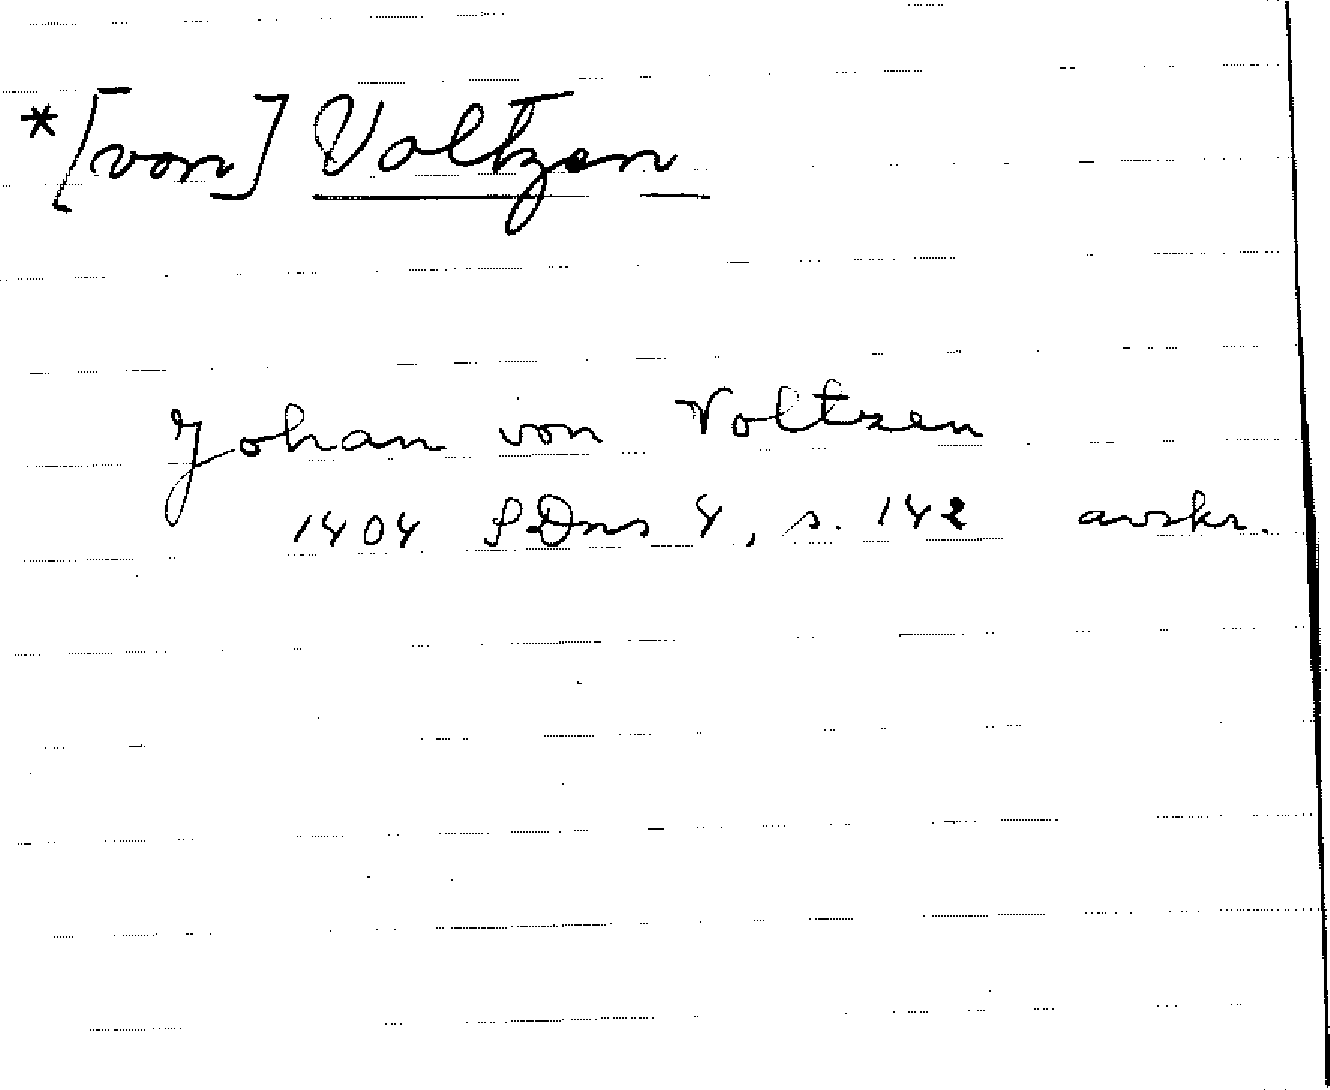 *[von] Voltzen
Johan von Voltzen
1404 SDns 4, s. 142 avskr.